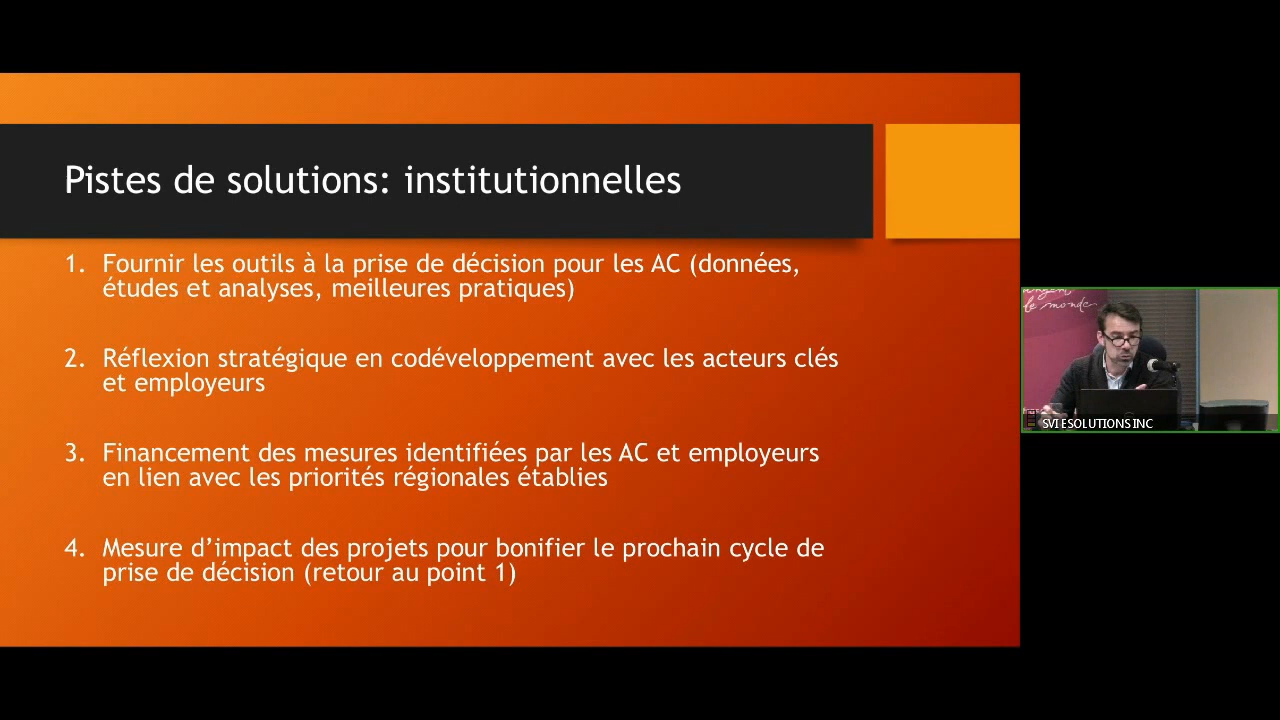 Pistes de solutions: institutionnelles
1. Fournir les outils à la prise de décision pour les AC (données,
études et analyses, meilleures pratiques)
2. Réflexion stratégique en codéveloppement avec les acteurs clés
et employeurs
3. Financement des mesures identifiées par les AC et employeurs
en lien avec les priorités régionales établies
4. Mesure d’impact des projets pour bonifier le prochain cycle de
prise de décision (retour au point 1)
le monde
SVI ESOLUTIONS INC